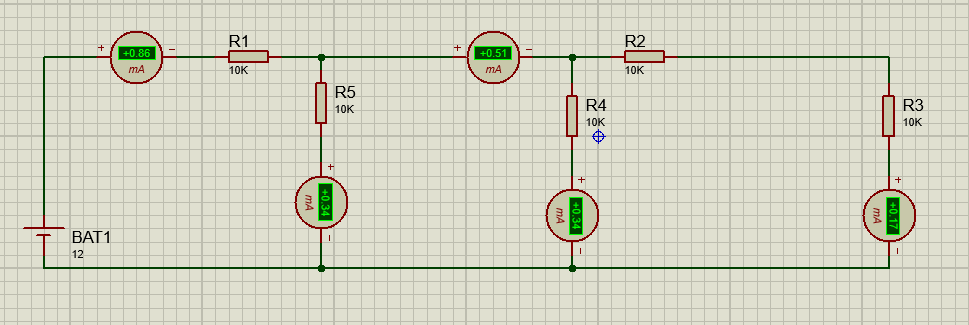 + +0.86 −
mA
R1
10K
+ +0.51 −
mA
R2
10K
R5
10K
R4
10K
R3
10K
+
+0.34
mA
−
+
+0.34
mA
−
+
+0.17
mA
−
BAT1
12